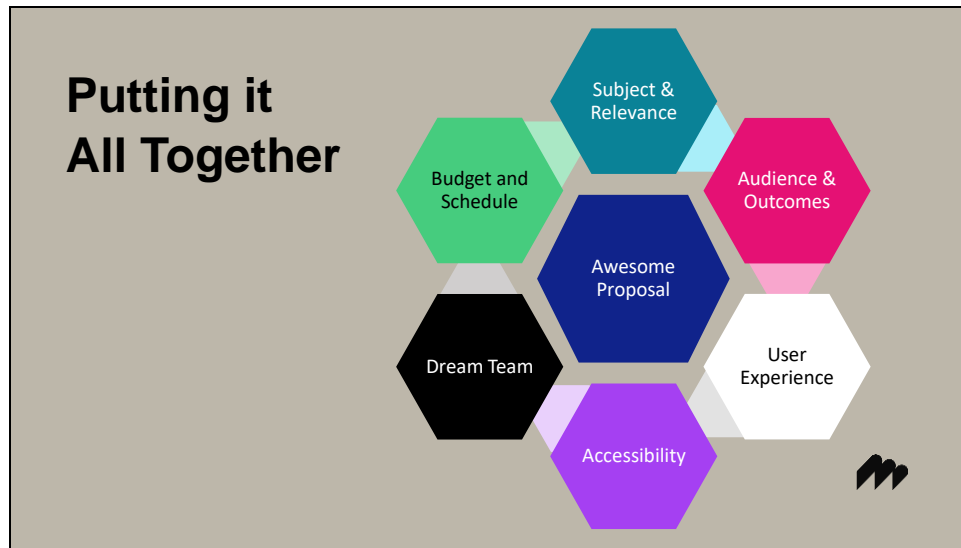 Putting it
All Together
Subject &
Relevance
Audience &
Outcomes
User
Experience
Accessibility
Dream Team
Budget and
Schedule
Awesome
Proposal